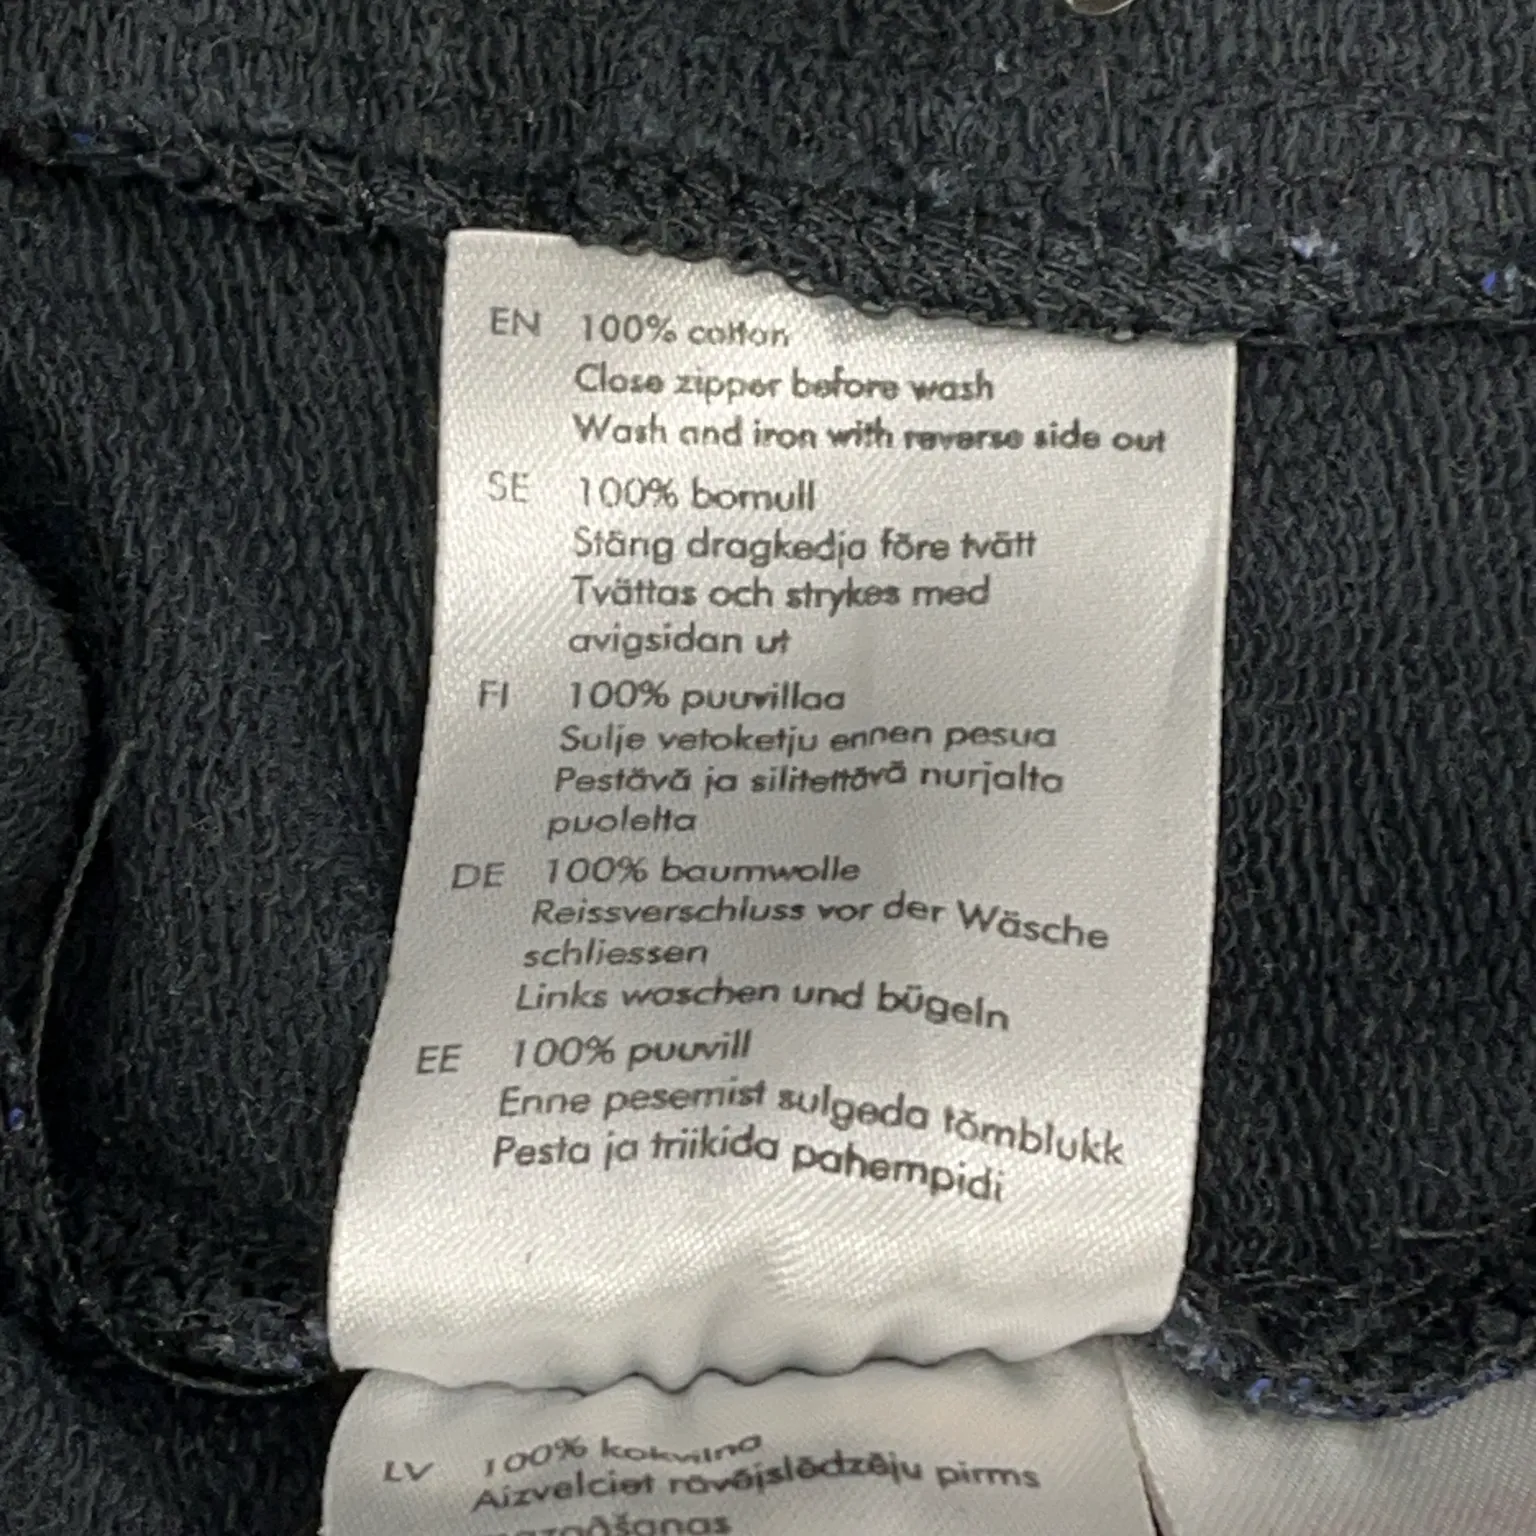 EN 100% cotton
Close zipper before wash
Wash and iron with reverse side out
SE 100% bomull
Stäng dragkedja före tvätt
Tvättas och strykes med
avigsidan ut
FI 100% puuvillaa
Sulje vetoketju ennen pesua
Pestävä ja silitettävä nurjalta
puoletta
DE 100% baumwolle
Reissverschluss vor der Wäsche
schliessen
Links waschen und bügeln
EE 100% puuvill
Enne pesemist sulgeda tõmblukk
Pesta ja triikida pahempidi
LV 100% kokvilna
Aizveliciet rāvējslēdzēju pirms